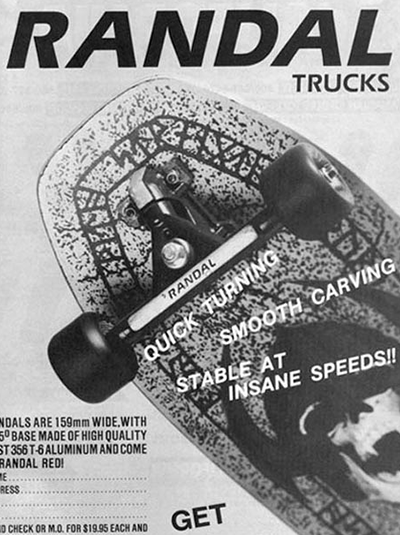 RANDAL
TRUCKS
RANDAL
QUICK TURNING
SMOOTH CARVING
STABLE AT
INSANE SPEEDS!!
NDALS ARE 159mm WIDE, WITH
5⁰ BASE MADE OF HIGH QUALITY
ST 356 T-6 ALUMINUM AND COME
RANDAL RED!
ME
RESS
D CHECK OR M.O. FOR $19.95 EACH AND
GET